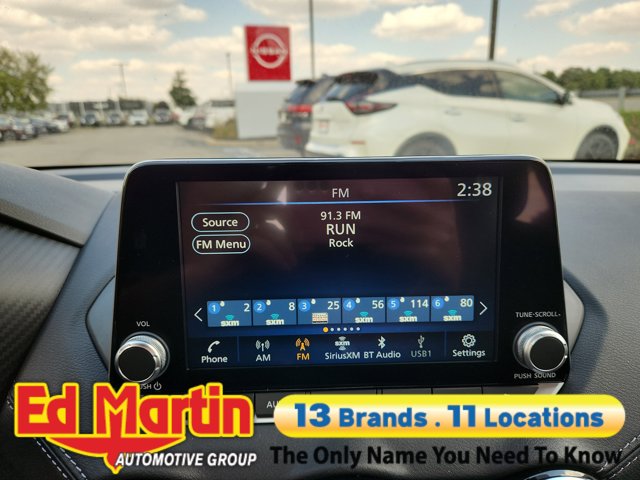 NISSAN
FM
2:38
Source
91.3 FM
RUN
FM Menu
Rock
1 2 2 8 3 25 4 56 5 114 6 80
sxm sxm sxm sxm sxm
VOL
TUNE-SCROLL
Phone AM FM SiriusXM BT Audio USB1 Settings
PUSH
PUSH SOUND
Ed Martin
AUTOMOTIVE GROUP
13 Brands . 11 Locations
The Only Name You Need To Know